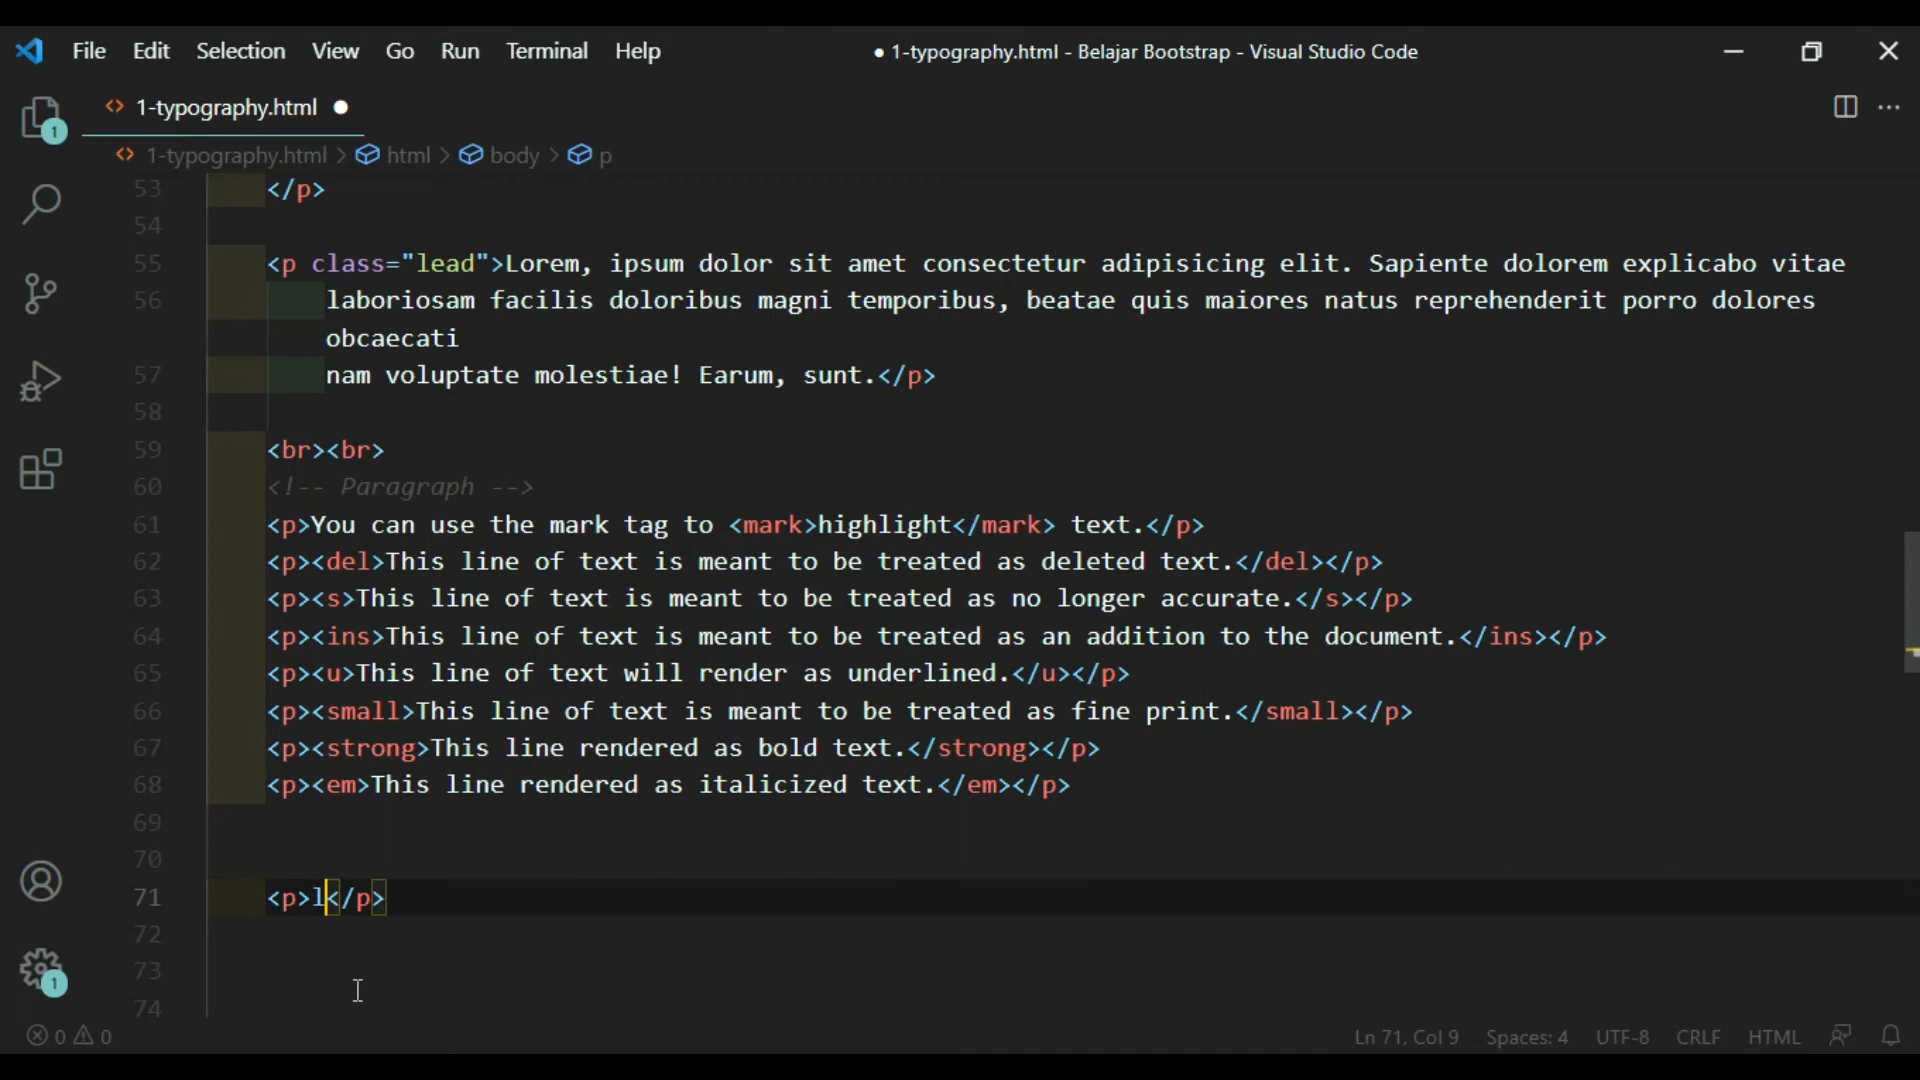 File Edit Selection View Go Run Terminal Help ● 1-typography.html - Belajar Bootstrap - Visual Studio Code
1-typography.html
1-typography.html > html > body > p
53 </p>
54
55 <p class="lead">Lorem, ipsum dolor sit amet consectetur adipisicing elit. Sapiente dolorem explicabo vitae
56 laboriosam facilis doloribus magni temporibus, beatae quis maiores natus reprehenderit porro dolores
obcaecati
57 nam voluptate molestiae! Earum, sunt.</p>
58
59 <br><br>
60 <!-- Paragraph -->
61 <p>You can use the mark tag to <mark>highlight</mark> text.</p>
62 <p><del>This line of text is meant to be treated as deleted text.</del></p>
63 <p><s>This line of text is meant to be treated as no longer accurate.</s></p>
64 <p><ins>This line of text is meant to be treated as an addition to the document.</ins></p>
65 <p><u>This line of text will render as underlined.</u></p>
66 <p><small>This line of text is meant to be treated as fine print.</small></p>
67 <p><strong>This line rendered as bold text.</strong></p>
68 <p><em>This line rendered as italicized text.</em></p>
69
70
71 <p>l</p>
72
73
74
1
1
0 0 Ln 71, Col 9 Spaces: 4 UTF-8 CRLF HTML